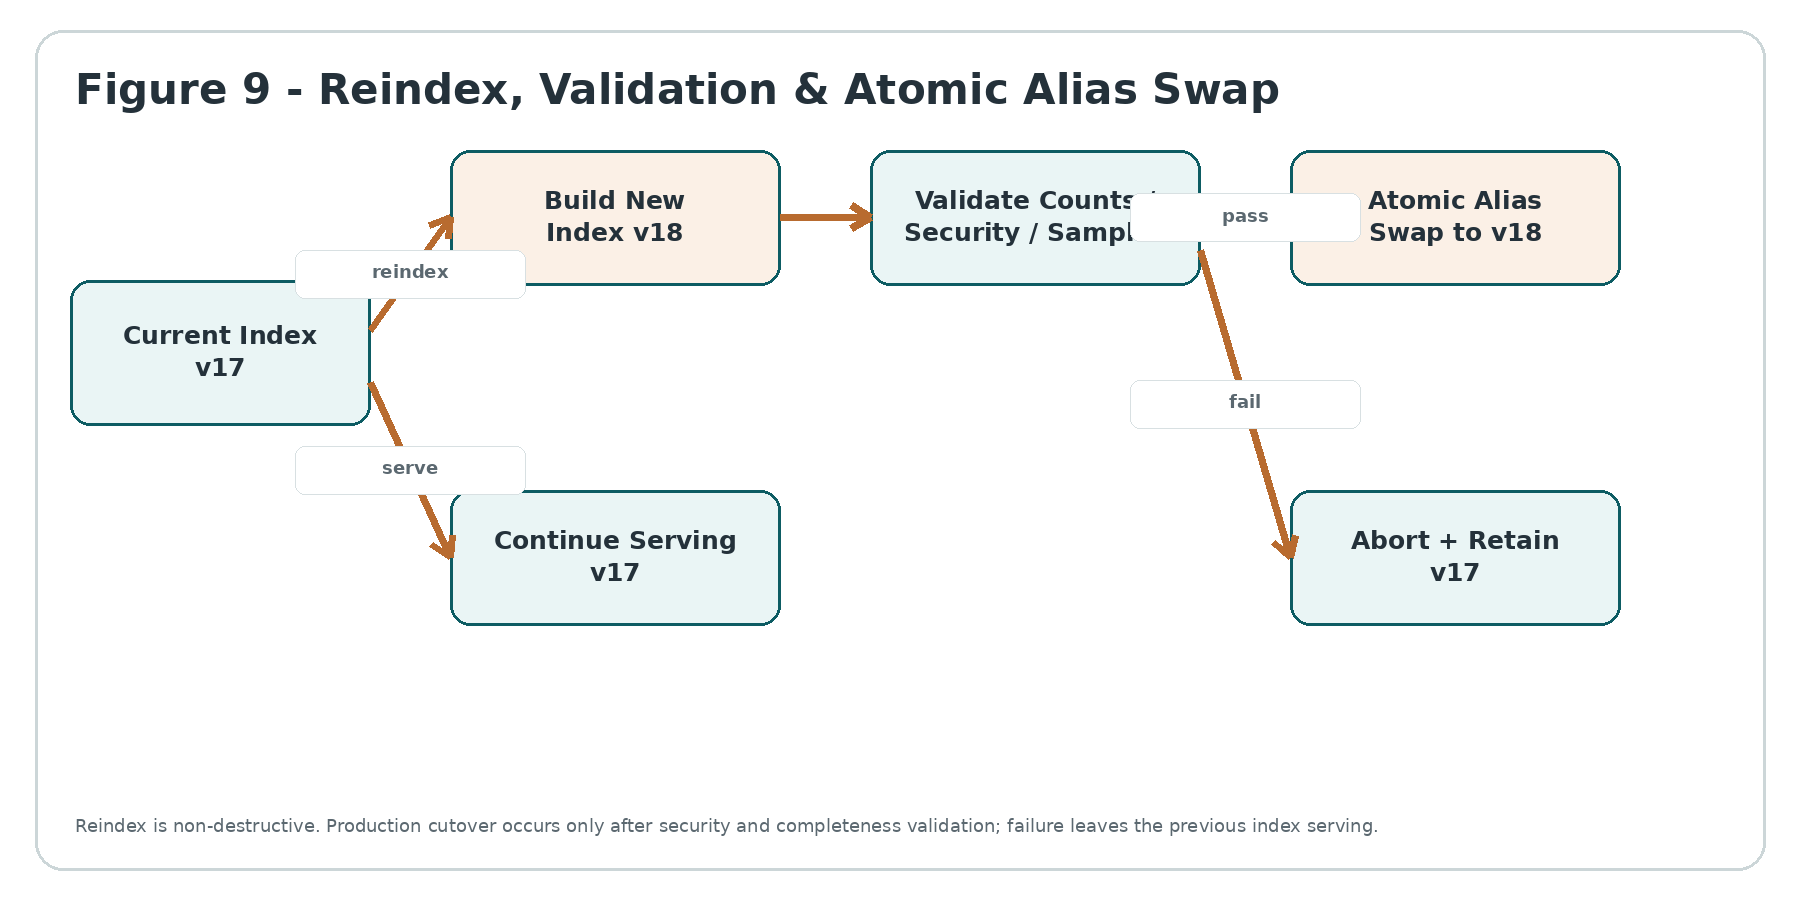 Figure 9 - Reindex, Validation & Atomic Alias Swap
Build New
Index v18
Validate Counts
Security /
pass
Atomic Alias
Swap to v18
reindex
Current Index
v17
fail
serve
Continue Serving
v17
Abort + Retain
v17
Reindex is non-destructive. Production cutover occurs only after security and completeness validation; failure leaves the previous index serving.